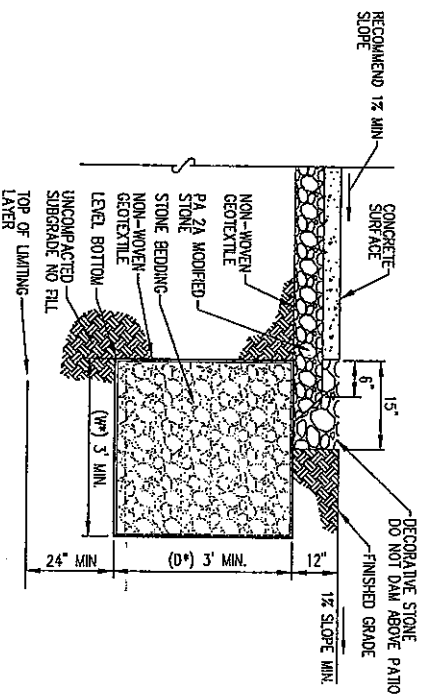 RECOMMEND 1% MIN
SLOPE
CONCRETE
SURFACE
NON-WOVEN
GEOTEXTILE
PA 2A MODIFIED
STONE
STONE BEDDING
NON-WOVEN
GEOTEXTILE
LEVEL BOTTOM
UNCOMPACTED
SUBGRADE NO FILL
TOP OF LIMITING
LAYER
15"
6"
DECORATIVE STONE
DO NOT DAM ABOVE PATIO
FINISHED GRADE
1% SLOPE MIN.
12"
(D*) 3' MIN.
(W*) 3' MIN.
24" MIN